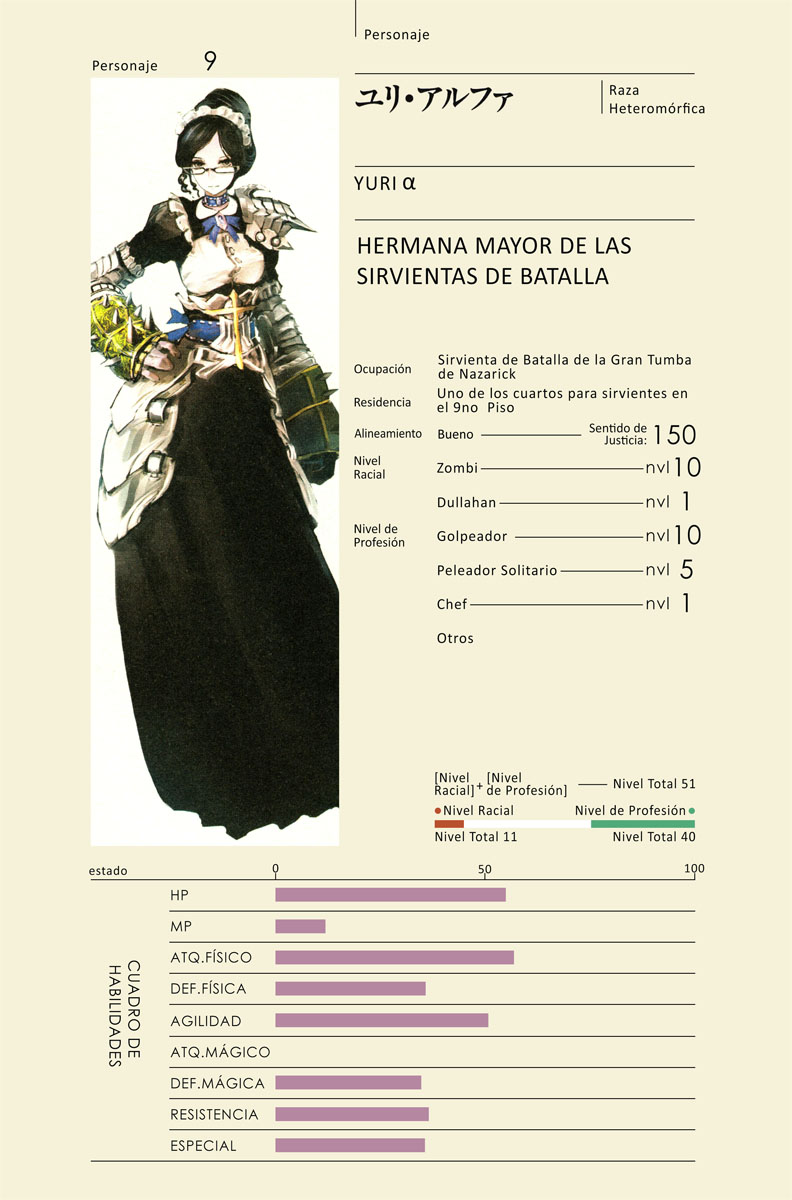 Personaje
Personaje 9
ユリ・アルファ
Raza
Heteromórfica
YURI α
HERMANA MAYOR DE LAS
SIRVIENTAS DE BATALLA
Ocupación
Sirvienta de Batalla de la Gran Tumba
de Nazarick
Residencia
Uno de los cuartos para sirvientes en
el 9no Piso
Alineamiento Bueno Sentido de
Justicia: 150
Nivel
Racial
Zombi nvl 10
Dullahan nvl 1
Nivel de
Profesión
Golpeador nvl 10
Peleador Solitario nvl 5
Chef nvl 1
Otros
[Nivel
Racial] + [Nivel
de Profesión] Nivel Total 51
Nivel Racial Nivel de Profesión
Nivel Total 11 Nivel Total 40
estado 0 50 100
CUADRO DE
HABILIDADES
HP
MP
ATQ.FÍSICO
DEF.FÍSICA
AGILIDAD
ATQ.MÁGICO
DEF.MÁGICA
RESISTENCIA
ESPECIAL